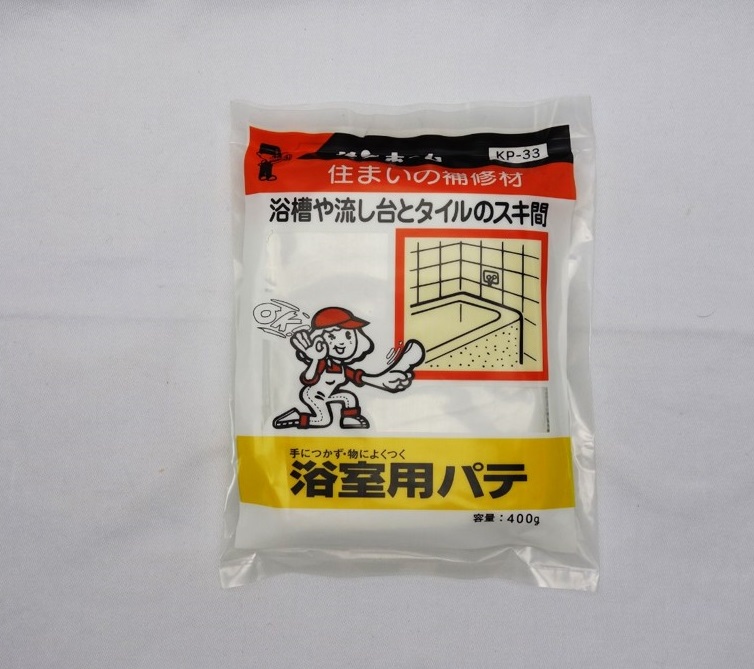 KP-33
住まいの補修材
浴槽や流し台とタイルのスキ間
OK!
手につかず・物によくつく
浴室用パテ
容量：400g